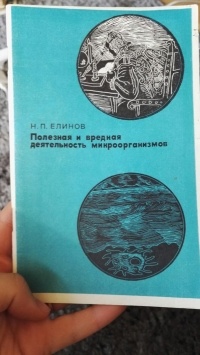 Н. П. ЕЛИНОВ
Полезная и вредная
деятельность микроорганизмов